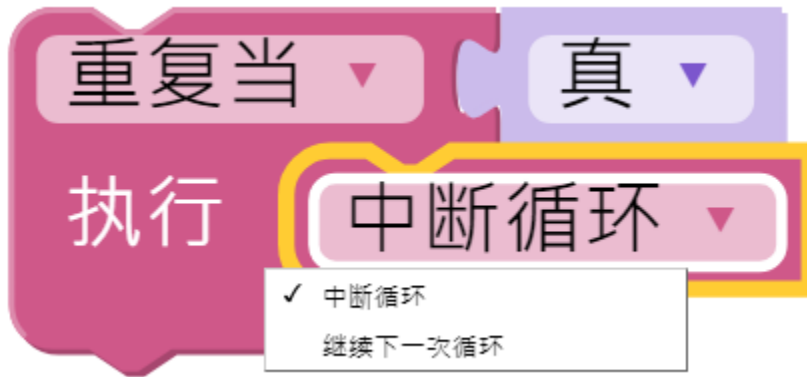 重复当 真
执行 中断循环
✓ 中断循环
继续下一次循环